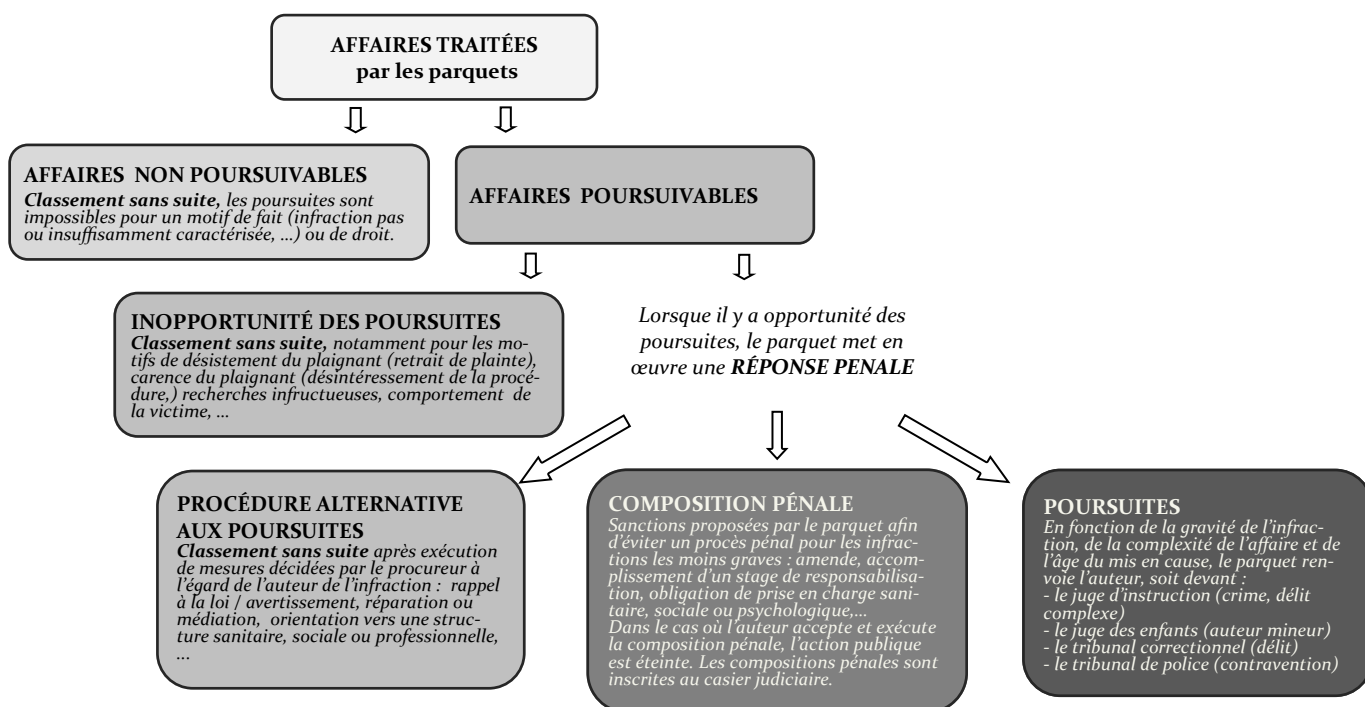 AFFAIRES TRAITÉES
par les parquets
AFFAIRES NON POURSUIVABLES
Classement sans suite, les poursuites sont
impossibles pour un motif de fait (infraction pas
ou insuffisamment caractérisée, ...) ou de droit.
AFFAIRES POURSUIVABLES
INOPPORTUNITÉ DES POURSUITES
Classement sans suite, notamment pour les mo-
tifs de désistement du plaignant (retrait de plainte),
carence du plaignant (désintéressement de la procé-
dure,) recherches infructueuses, comportement de
la victime, ...
Lorsque il y a opportunité des
poursuites, le parquet met en
œuvre une RÉPONSE PENALE
PROCÉDURE ALTERNATIVE
AUX POURSUITES
Classement sans suite après exécution
de mesures décidées par le procureur à
l'égard de l'auteur de l'infraction : rappel
à la loi / avertissement, réparation ou
médiation, orientation vers une struc-
ture sanitaire, sociale ou professionnelle,
...
COMPOSITION PÉNALE
Sanctions proposées par le parquet afin
d'éviter un procès pénal pour les infrac-
tions les moins graves : amende, accom-
plissement d'un stage de responsabilisa-
tion, obligation de prise en charge sani-
taire, sociale ou psychologique,...
Dans le cas où l'auteur accepte et exécute
la composition pénale, l'action publique
est éteinte. Les compositions pénales sont
inscrites au casier judiciaire.
POURSUITES
En fonction de la gravité de l'infrac-
tion, de la complexité de l'affaire et de
l'âge du mis en cause, le parquet ren-
voie l'auteur, soit devant :
- le juge d'instruction (crime, délit
complexe)
- le juge des enfants (auteur mineur)
- le tribunal correctionnel (délit)
- le tribunal de police (contravention)